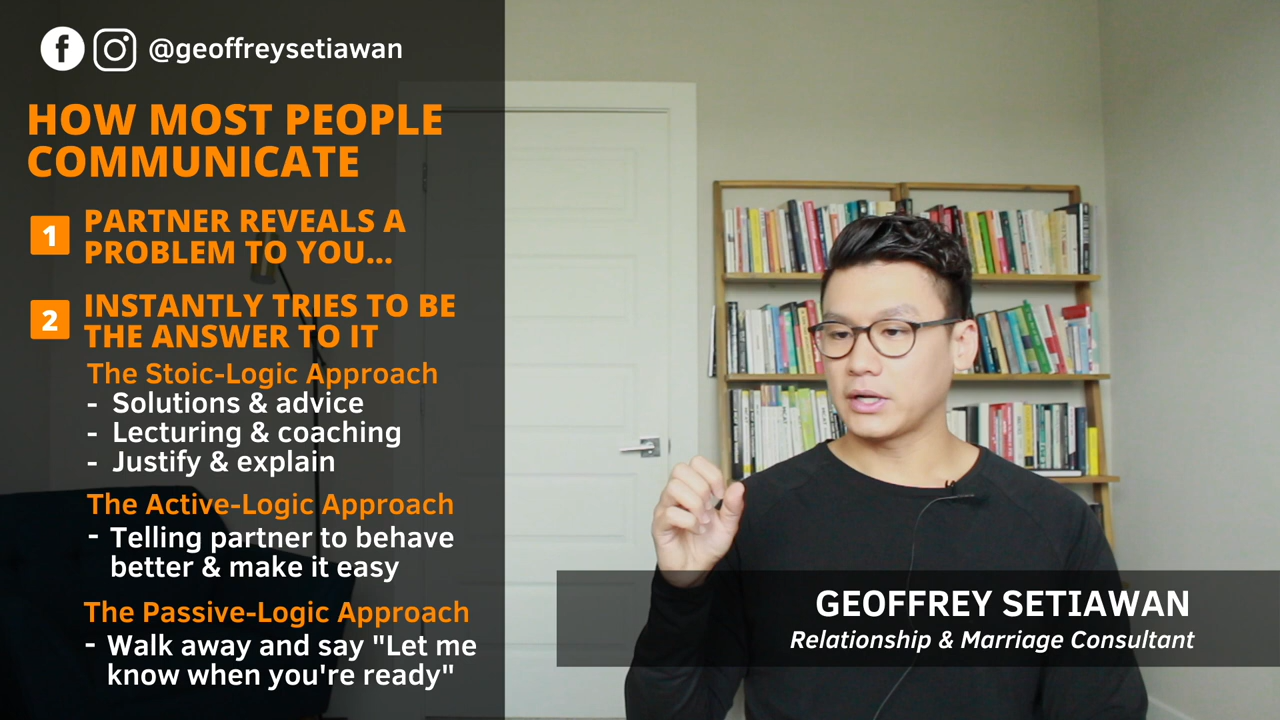 @geoffreysetiawan
HOW MOST PEOPLE
COMMUNICATE
1 PARTNER REVEALS A
PROBLEM TO YOU...
2 INSTANTLY TRIES TO BE
THE ANSWER TO IT
The Stoic-Logic Approach
- Solutions & advice
- Lecturing & coaching
- Justify & explain
The Active-Logic Approach
- Telling partner to behave
better & make it easy
The Passive-Logic Approach
- Walk away and say "Let me
know when you're ready"
GEOFFREY SETIAWAN
Relationship & Marriage Consultant